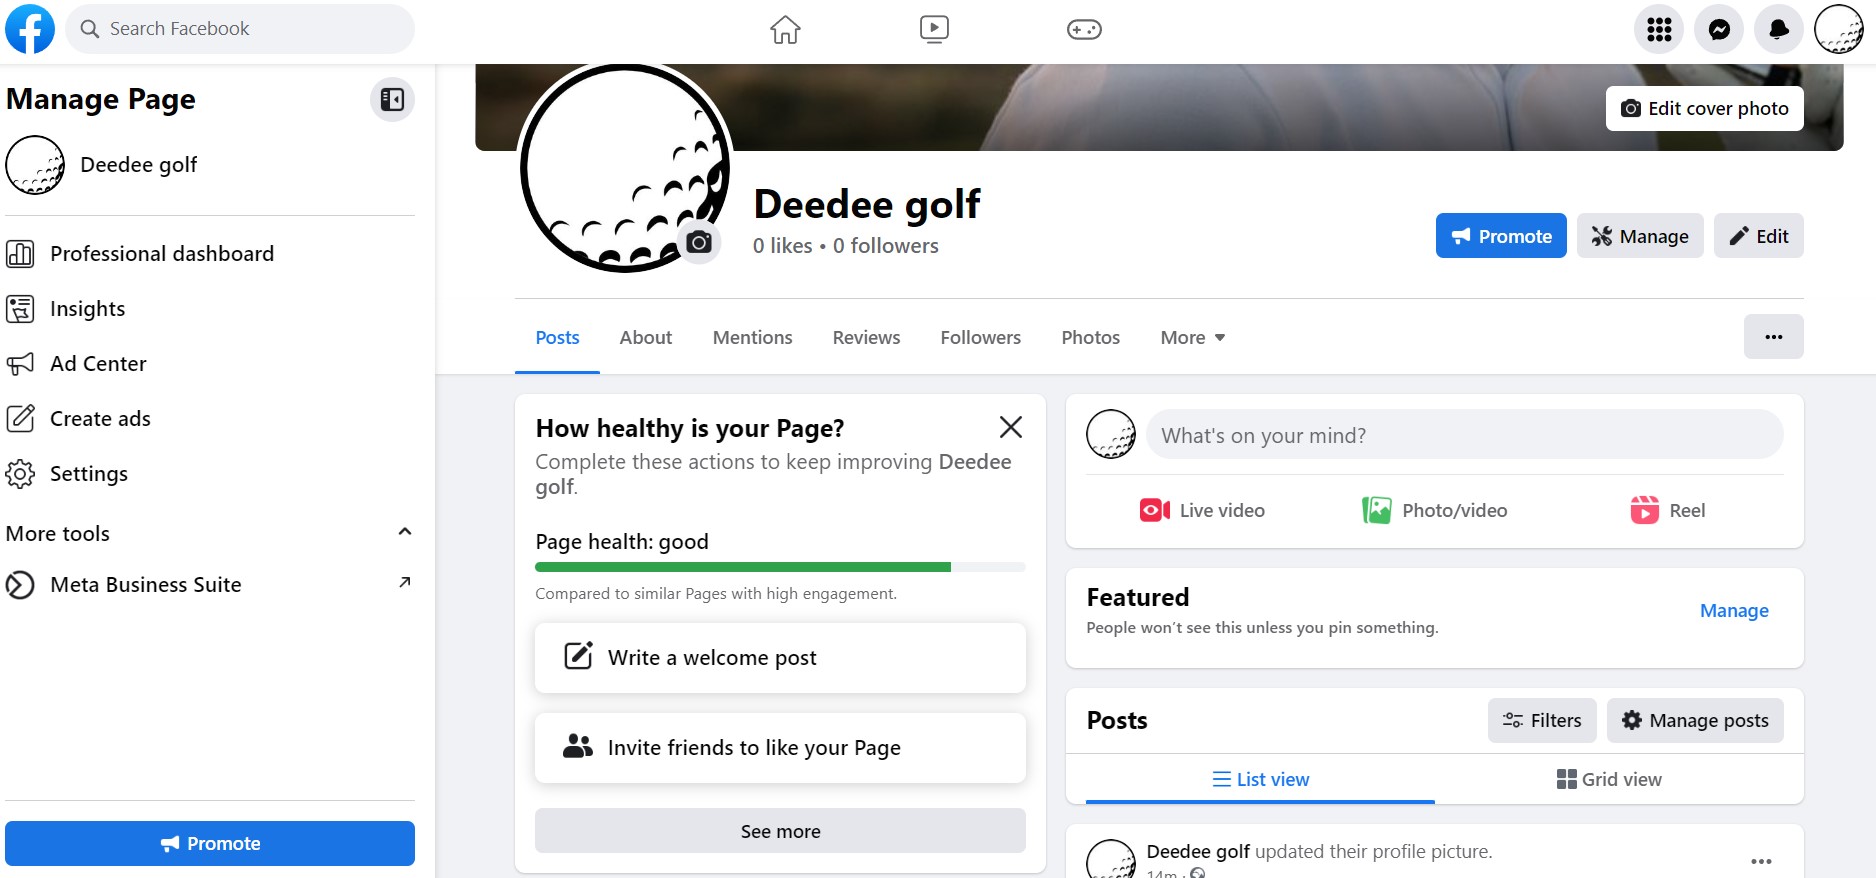 Search Facebook
Manage Page
Deedee golf
Professional dashboard
Insights
Ad Center
Create ads
Settings
More tools
Meta Business Suite
Promote
Edit cover photo
Deedee golf
0 likes • 0 followers
Promote
Manage
Edit
Posts
About
Mentions
Reviews
Followers
Photos
More
How healthy is your Page?
Complete these actions to keep improving Deedee
golf.
Page health: good
Compared to similar Pages with high engagement.
Write a welcome post
Invite friends to like your Page
See more
What's on your mind?
Live video
Photo/video
Reel
Featured
Manage
People won’t see this unless you pin something.
Posts
Filters
Manage posts
List view
Grid view
Deedee golf updated their profile picture.
14m ·